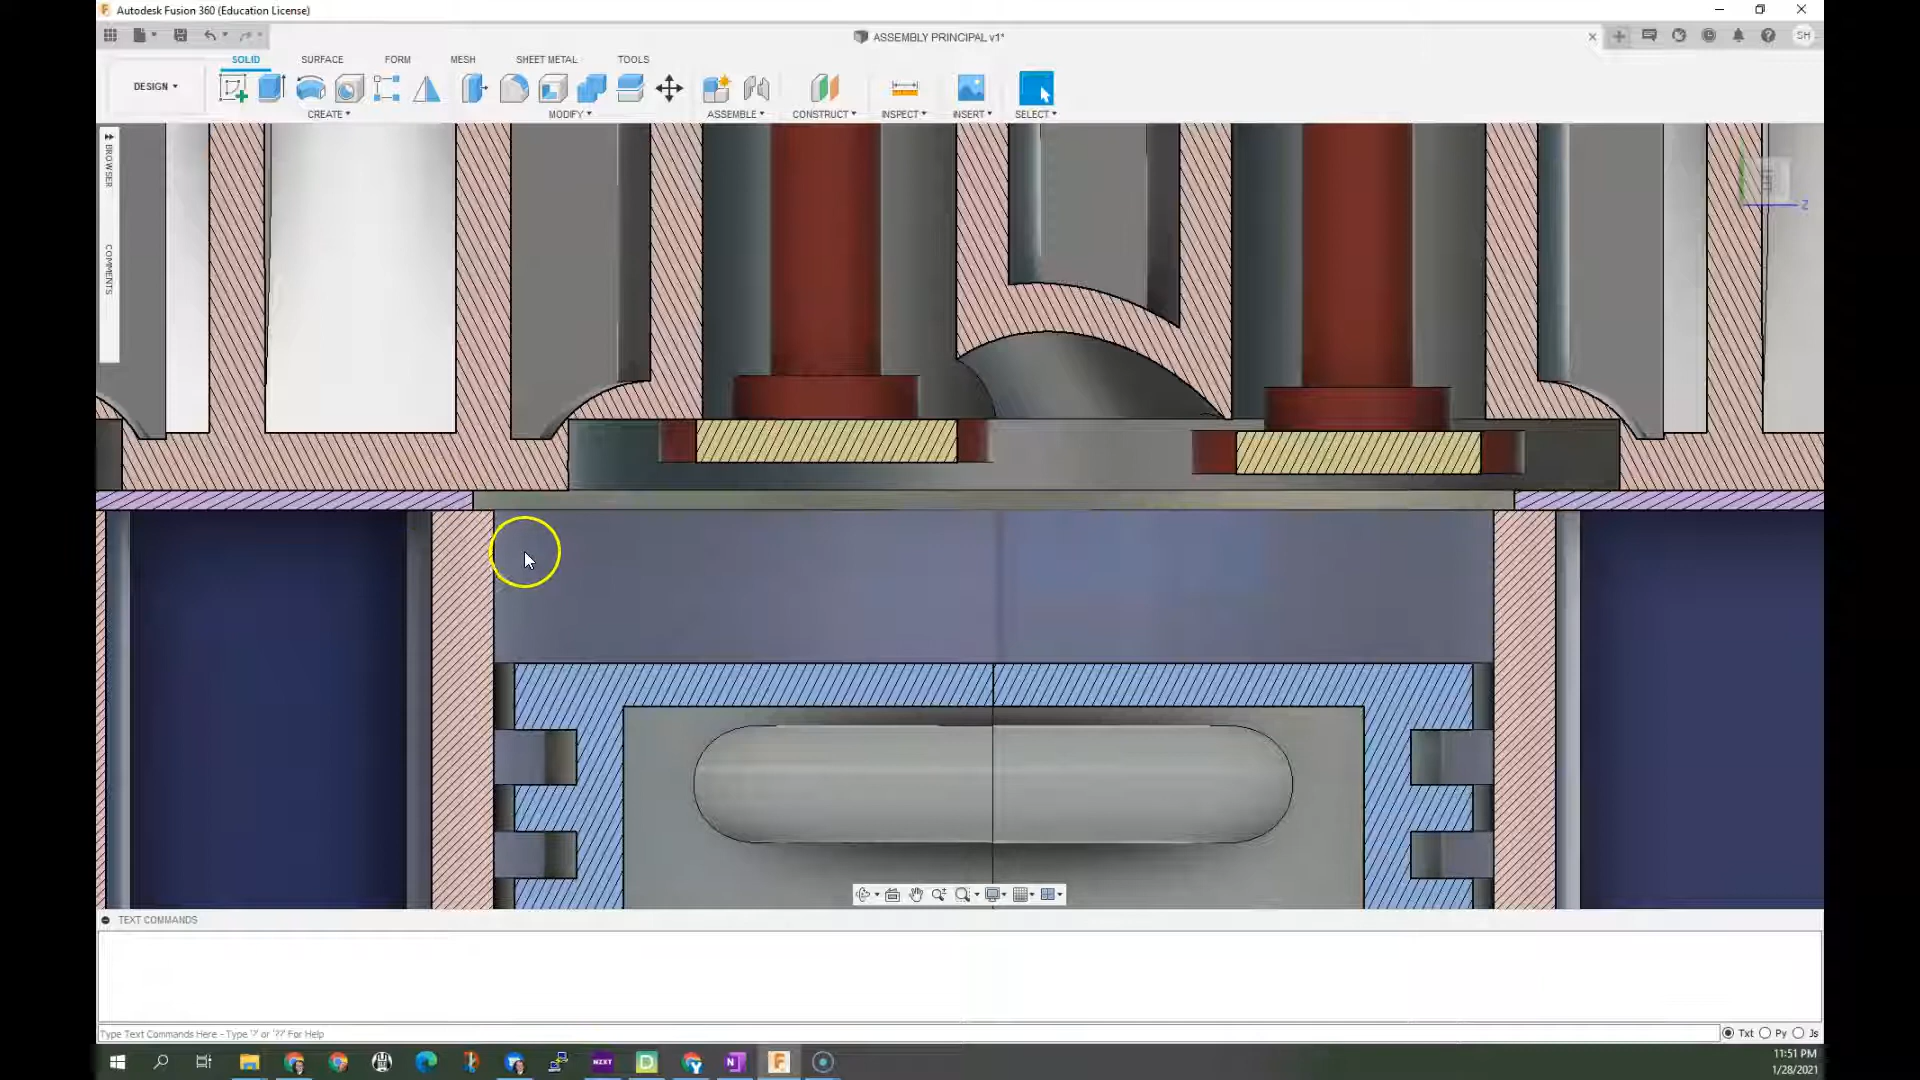 Autodesk Fusion 360 (Education License)
ASSEMBLY PRINCIPAL v1*
SH
SOLID SURFACE FORM MESH SHEET METAL TOOLS
DESIGN
CREATE MODIFY ASSEMBLE CONSTRUCT INSPECT INSERT SELECT
BROWSER
COMMENTS
Z
TEXT COMMANDS
Type Text Commands Here - Type '?' or '??' For Help
Txt Py Js
NZXT
D
N
F
11:51 PM
1/28/2021